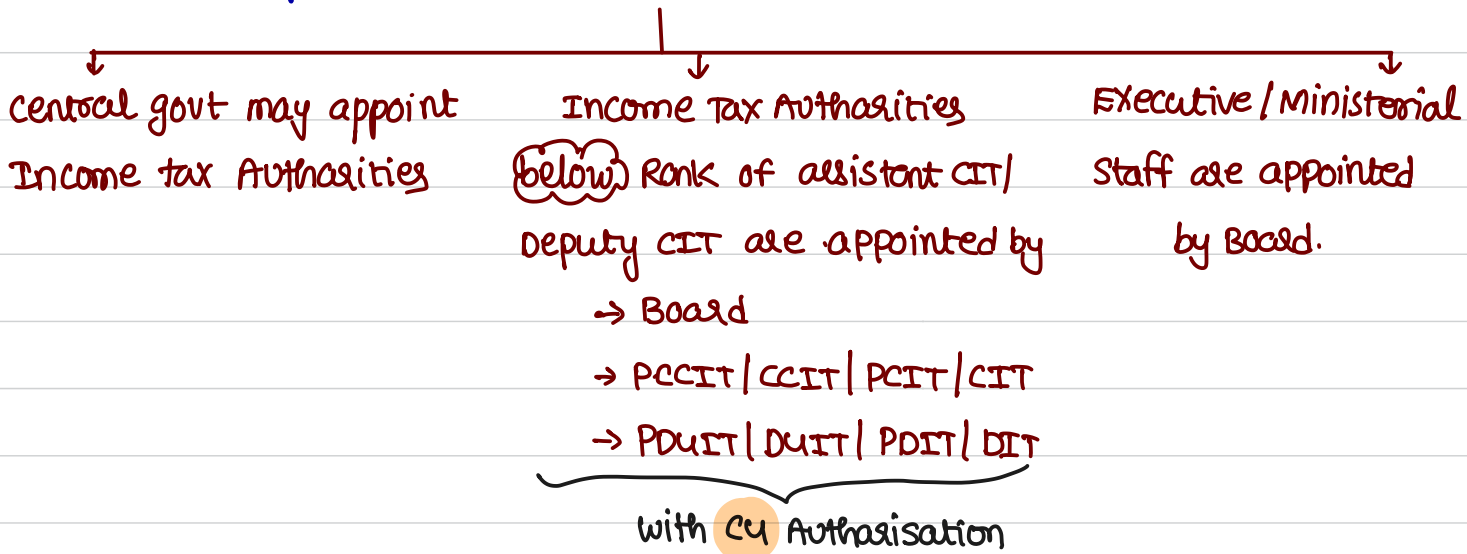 Central govt may appoint
Income tax Authorities
Income Tax Authorities
below Rank of assistent CIT/
Deputy CIT are appointed by
→ Board
→ PCCIT | CCIT | PCIT | CIT
→ PDGIT | DGIT | PDIT | DIT
with CG Authorisation
Executive/Ministerial
Staff are appointed
by Board.